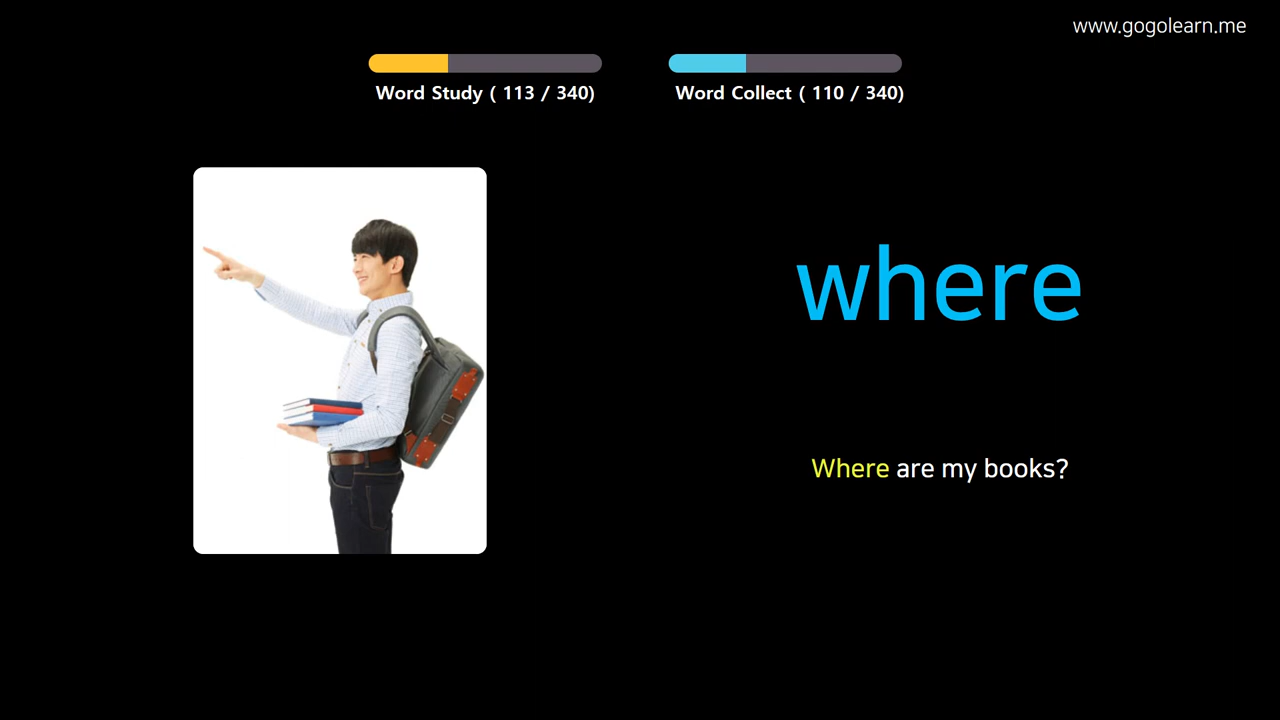 www.gogolearn.me
Word Study ( 113 / 340)
Word Collect ( 110 / 340)
where
Where are my books?